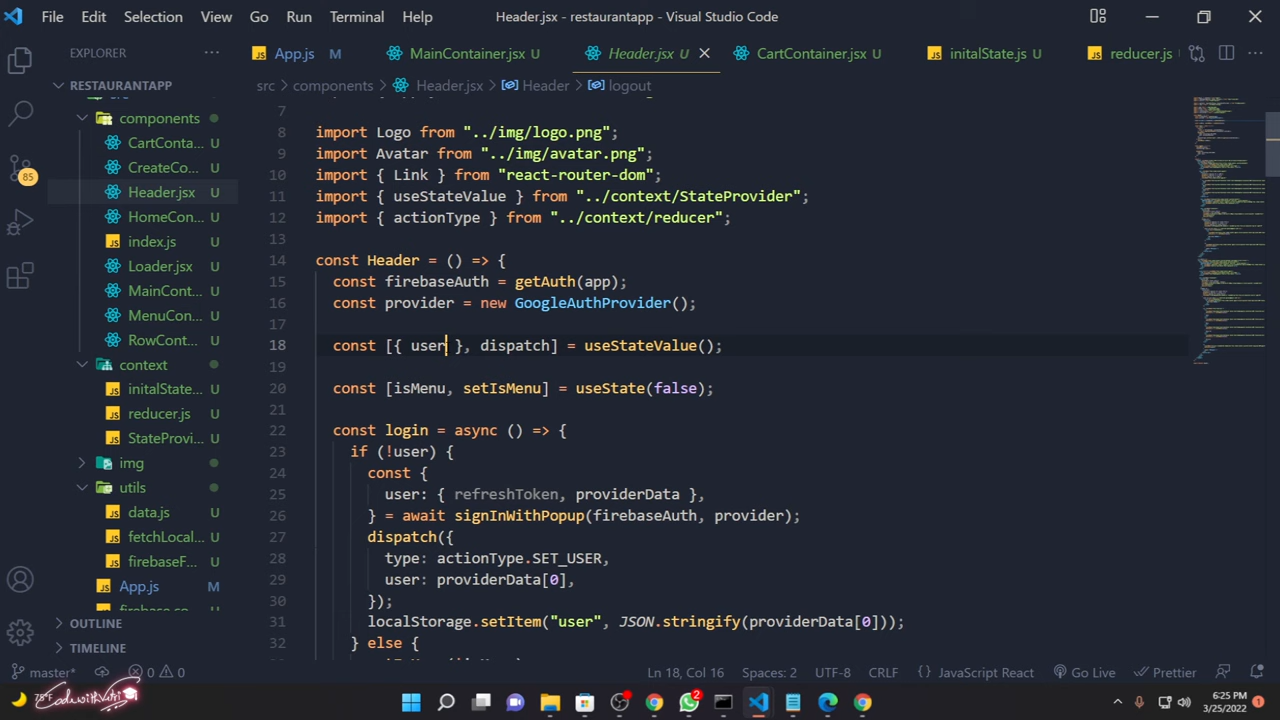 File Edit Selection View Go Run Terminal Help Header.jsx - restaurantapp - Visual Studio Code
EXPLORER
App.js M MainContainer.jsx U Header.jsx U CartContainer.jsx U initalState.js U reducer.js
RESTAURANTAPP
src components Header.jsx Header logout
components
CartConta... U
CreateCo... U
Header.jsx U
HomeCon... U
index.js U
Loader.jsx U
MainCont... U
MenuCon... U
RowCont... U
context
initalState... U
reducer.js U
StateProvi... U
img
utils
data.js U
fetchLocal... U
firebaseF... U
App.js M
OUTLINE
TIMELINE
85
7
8 import Logo from "../img/logo.png";
9 import Avatar from "../img/avatar.png";
10 import { Link } from "react-router-dom";
11 import { useStateValue } from "../context/StateProvider";
12 import { actionType } from "../context/reducer";
13
14 const Header = () => {
15 const firebaseAuth = getAuth(app);
16 const provider = new GoogleAuthProvider();
17
18 const [{ user }, dispatch] = useStateValue();
19
20 const [isMenu, setIsMenu] = useState(false);
21
22 const login = async () => {
23 if (!user) {
24 const {
25 user: { refreshToken, providerData },
26 } = await signInWithPopup(firebaseAuth, provider);
27 dispatch({
28 type: actionType.SET_USER,
29 user: providerData[0],
30 });
31 localStorage.setItem("user", JSON.stringify(providerData[0]));
32 } else {
master* 0 0 Ln 18, Col 16 Spaces: 2 UTF-8 CRLF JavaScript React Go Live Prettier
78°F 2 6:25 PM
3/25/2022 1